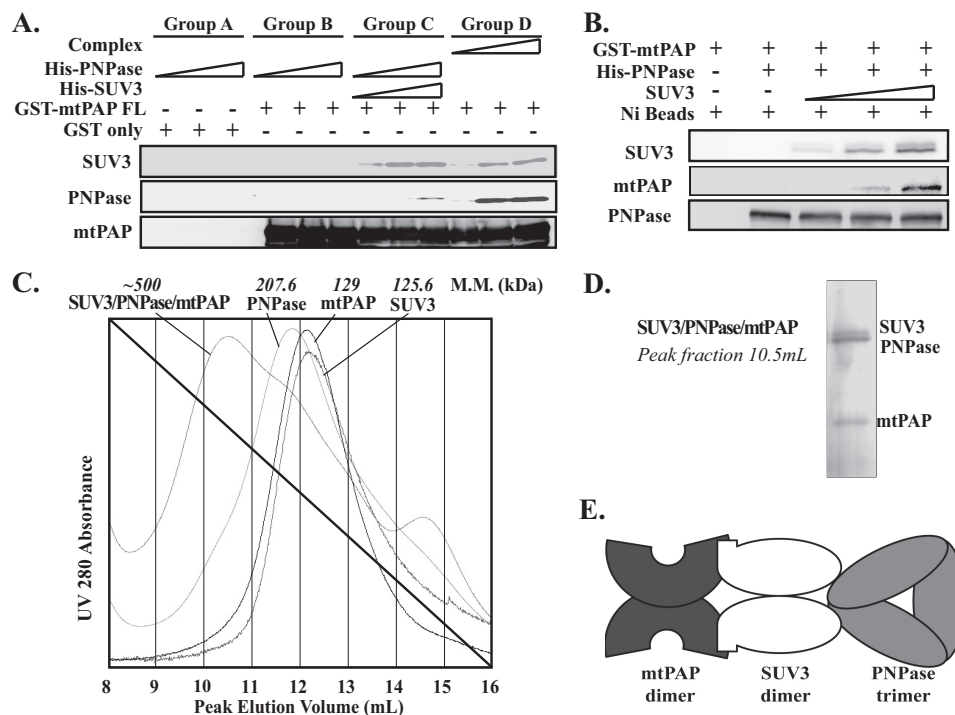 A.
Group A Group B Group C Group D
Complex
His-PNPase
His-SUV3
GST-mtPAP FL - - - + + + + + + + + +
GST only + + + - - - - - - - - -
SUV3
PNPase
mtPAP
B.
GST-mtPAP + + + + +
His-PNPase - + + + +
SUV3 - -
Ni Beads + + + + +
SUV3
mtPAP
PNPase
C.
~500 207.6 129 125.6 M.M. (kDa)
SUV3/PNPase/mtPAP PNPase mtPAP SUV3
UV 280 Absorbance
8 9 10 11 12 13 14 15 16
Peak Elution Volume (mL)
D.
SUV3/PNPase/mtPAP
Peak fraction 10.5mL
SUV3
PNPase
mtPAP
E.
mtPAP dimer
SUV3 dimer
PNPase trimer